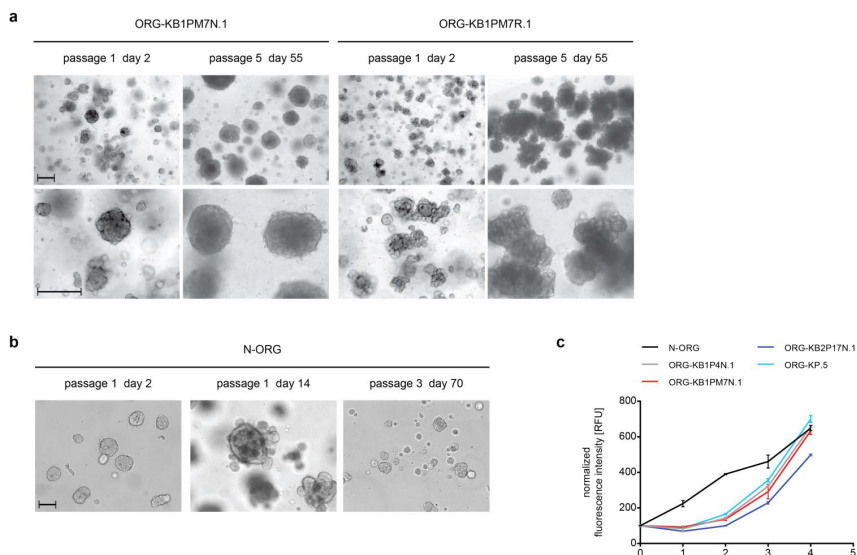 a
ORG-KB1PM7N.1 ORG-KB1PM7R.1
passage 1 day 2 passage 5 day 55 passage 1 day 2 passage 5 day 55
b
N-ORG
passage 1 day 2 passage 1 day 14 passage 3 day 70
c
N-ORG ORG-KB2P17N.1
ORG-KB1P4N.1 ORG-KP.5
ORG-KB1PM7N.1
normalized
fluorescence intensity [RFU]
800
600
400
200
0
0 1 2 3 4 5